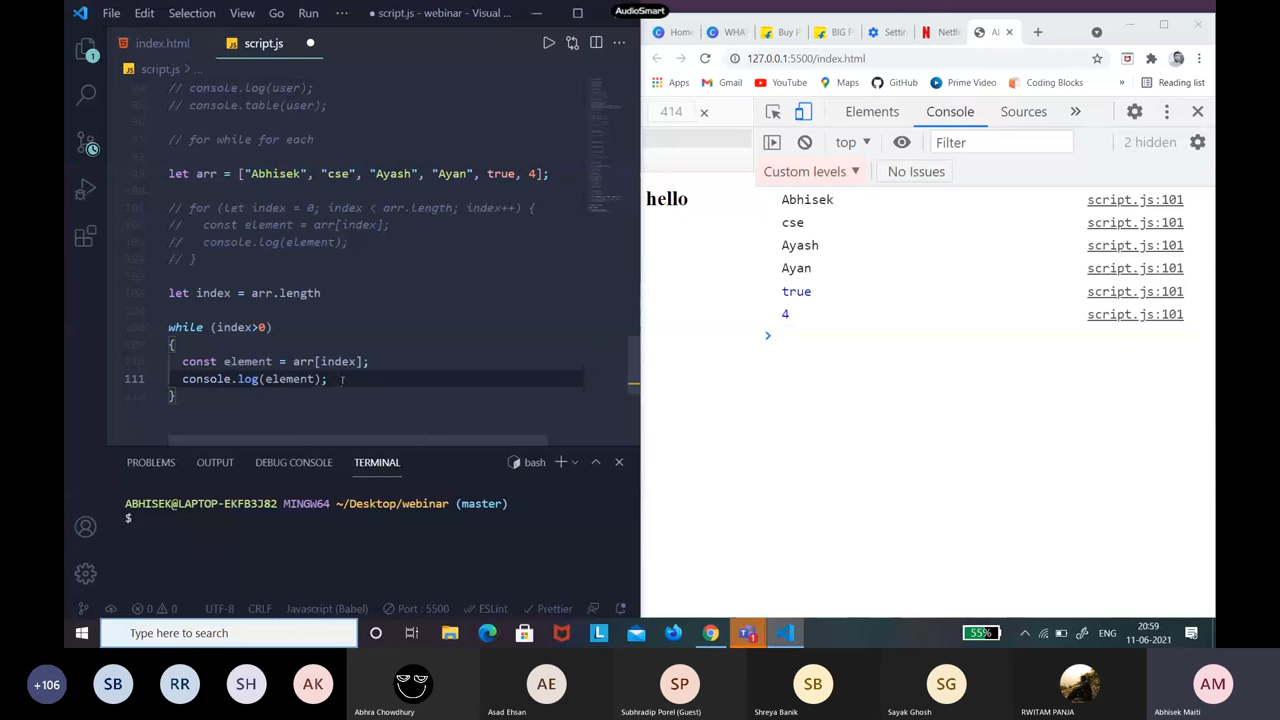 File Edit Selection View Go Run ··· ● script.js - webinar - Visual ...
AudioSmart
index.html
script.js
script.js > ...
// console.log(user);
// console.table(user);
// for while for each
let arr = ["Abhisek", "cse", "Ayash", "Ayan", true, 4];
// for (let index = 0; index < arr.length; index++) {
//   const element = arr[index];
//   console.log(element);
// }
let index = arr.length
while (index>0)
{
const element = arr[index];
111 console.log(element);
}
PROBLEMS OUTPUT DEBUG CONSOLE TERMINAL
bash
ABHISEK@LAPTOP-EKFB3J82 MINGW64 ~/Desktop/webinar (master)
$
0 0 UTF-8 CRLF Javascript (Babel) Port : 5500 ESLint Prettier
Home WHA Buy P BIG F Settin Netfl
127.0.0.1:5500/index.html
Apps Gmail YouTube Maps GitHub Prime Video Coding Blocks » Reading list
414
Elements Console Sources »
top Filter 2 hidden
Custom levels No Issues
hello
Abhisek script.js:101
cse script.js:101
Ayash script.js:101
Ayan script.js:101
true script.js:101
4 script.js:101
Type here to search
55%
ENG
20:59
11-06-2021
+106 SB RR SH AK AE SP SB SG AM
Abhra Chowdhury Asad Ehsan Subhradip Porel (Guest) Shreya Banik Sayak Ghosh RWITAM PANJA Abhisek Maiti